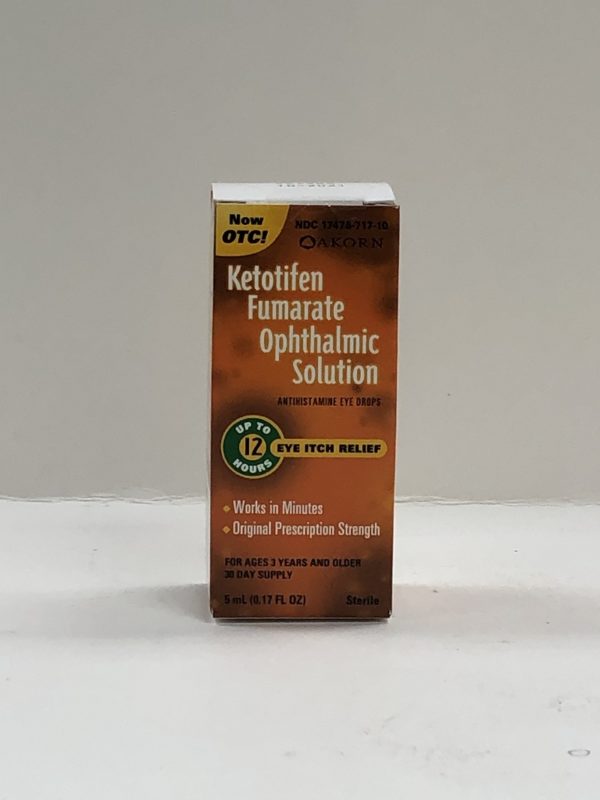 Now
OTC!
NDC 17478-717-10
AKORN
Ketotifen
Fumarate
Ophthalmic
Solution
ANTIHISTAMINE EYE DROPS
UP TO
12
HOURS
EYE ITCH RELIEF
Works in Minutes
Original Prescription Strength
FOR AGES 3 YEARS AND OLDER
30 DAY SUPPLY
5 mL (0.17 FL OZ)
Sterile